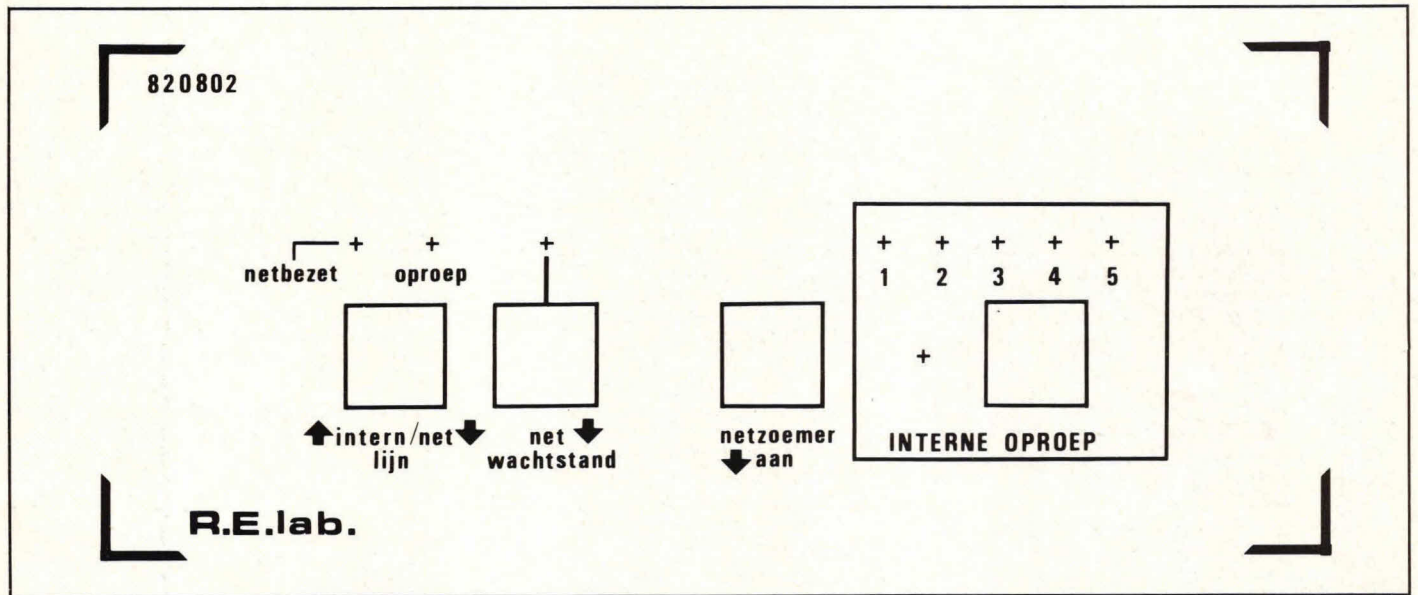 820802
netbezet oproep
1 2 3 4 5
intern/net
lijn
net
wachtstand
netzoemer
aan
INTERNE OPROEP
R.E.lab.